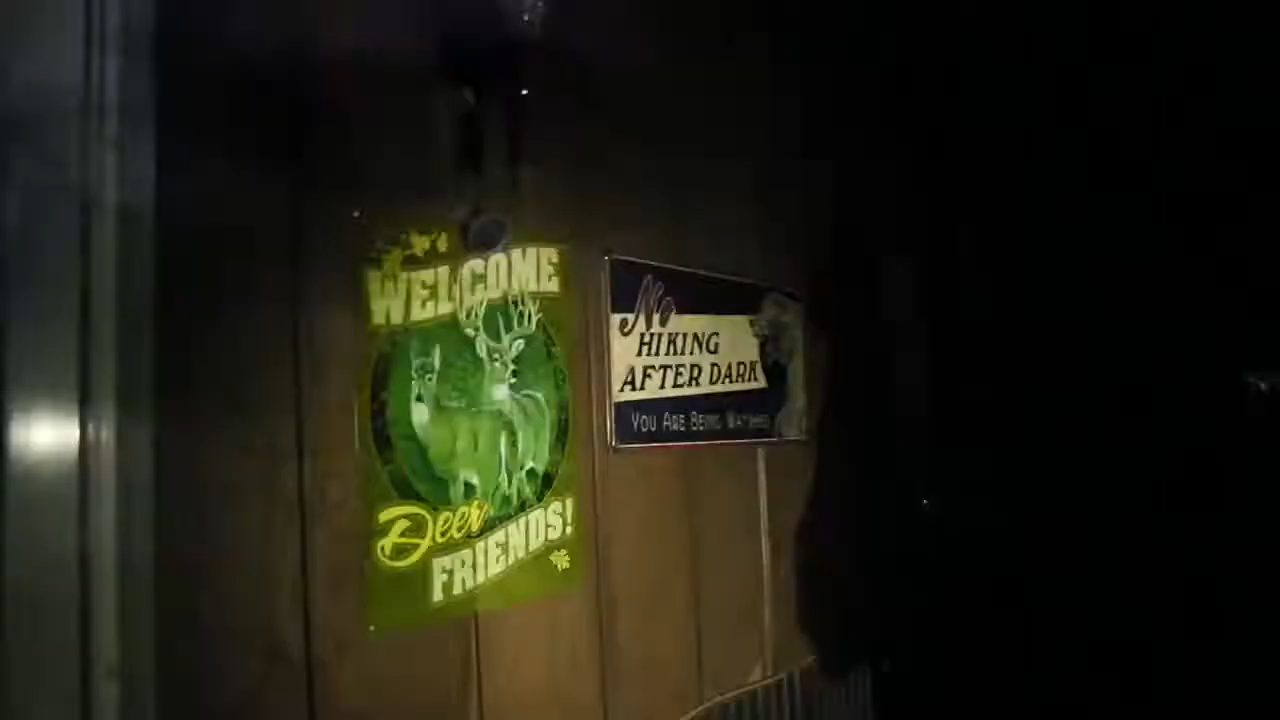 WELCOME
Deer
FRIENDS!
No
HIKING
AFTER DARK
YOU ARE BEING WATCHED